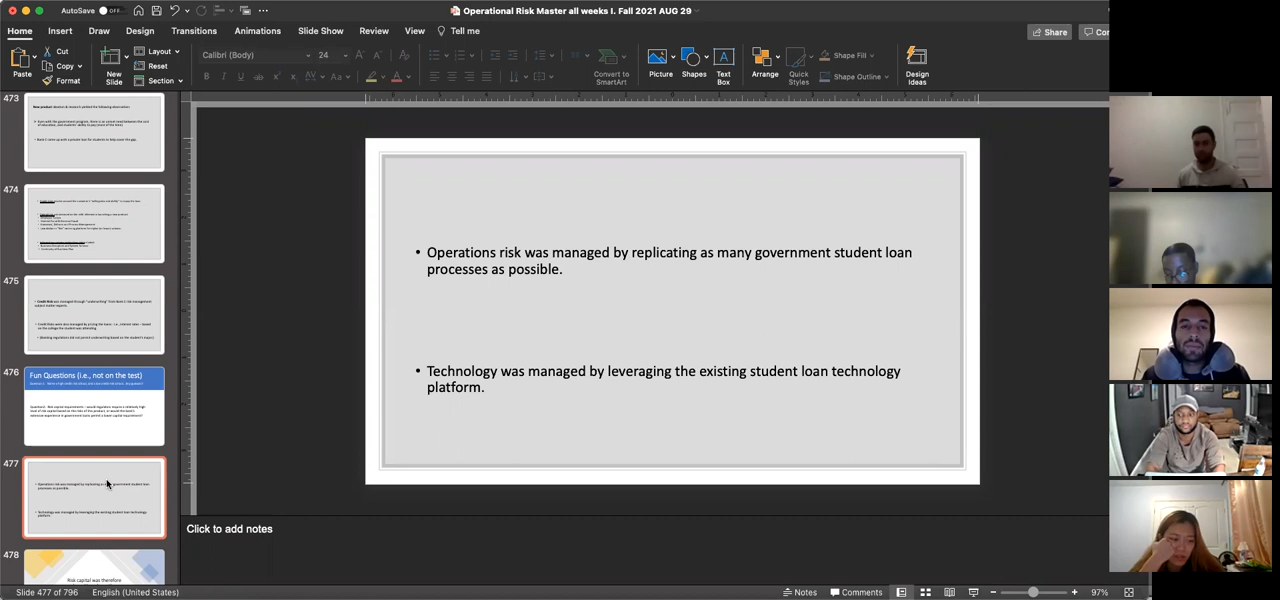 AutoSave OFF
Operational Risk Master all weeks I. Fall 2021 AUG 29
Home Insert Draw Design Transitions Animations Slide Show Review View Tell me
Share
Paste
Cut
Copy
Format
New Slide
Layout
Reset
Section
Calibri (Body) 24
Convert to SmartArt
Picture
Shapes
Text Box
Arrange
Quick Styles
Shape Fill
Shape Outline
Design Ideas
473
474
475
476
Fun Questions (i.e., not on the test)
477
478
Risk capital was therefore
• Operations risk was managed by replicating as many government student loan
processes as possible.
• Technology was managed by leveraging the existing student loan technology
platform.
Click to add notes
Slide 477 of 796 English (United States) Notes Comments 97%